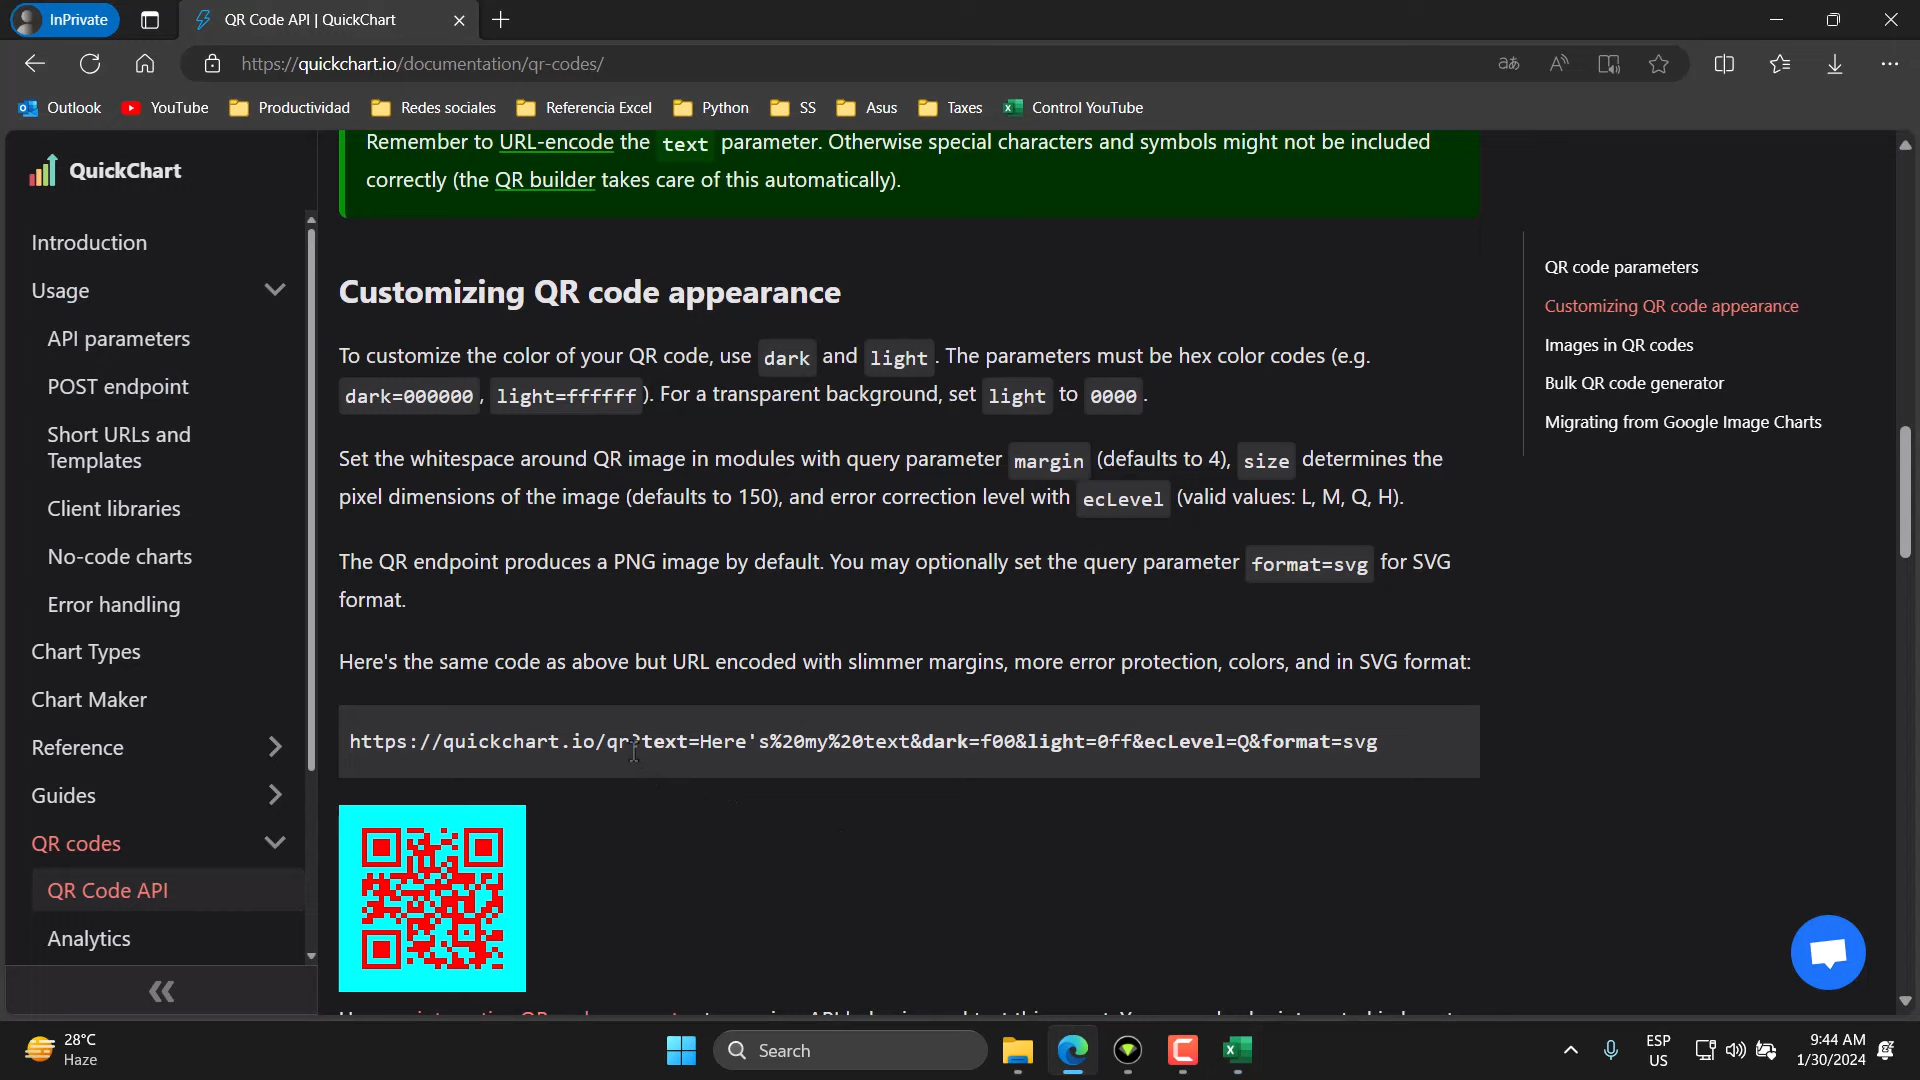 InPrivate
QR Code API | QuickChart
https://quickchart.io/documentation/qr-codes/
Outlook
YouTube
Productividad
Redes sociales
Referencia Excel
Python
SS
Asus
Taxes
Control YouTube
QuickChart
Introduction
Usage
API parameters
POST endpoint
Short URLs and
Templates
Client libraries
No-code charts
Error handling
Chart Types
Chart Maker
Reference
Guides
QR codes
QR Code API
Analytics
Remember to URL-encode the text parameter. Otherwise special characters and symbols might not be included
correctly (the QR builder takes care of this automatically).
Customizing QR code appearance
To customize the color of your QR code, use dark and light. The parameters must be hex color codes (e.g.
dark=000000, light=ffffff). For a transparent background, set light to 0000.
Set the whitespace around QR image in modules with query parameter margin (defaults to 4), size determines the
pixel dimensions of the image (defaults to 150), and error correction level with ecLevel (valid values: L, M, Q, H).
The QR endpoint produces a PNG image by default. You may optionally set the query parameter format=svg for SVG
format.
Here's the same code as above but URL encoded with slimmer margins, more error protection, colors, and in SVG format:
https://quickchart.io/qr?text=Here's%20my%20text&dark=f00&light=0ff&ecLevel=Q&format=svg
QR code parameters
Customizing QR code appearance
Images in QR codes
Bulk QR code generator
Migrating from Google Image Charts
28°C
Haze
Search
ESP
US
9:44 AM
1/30/2024